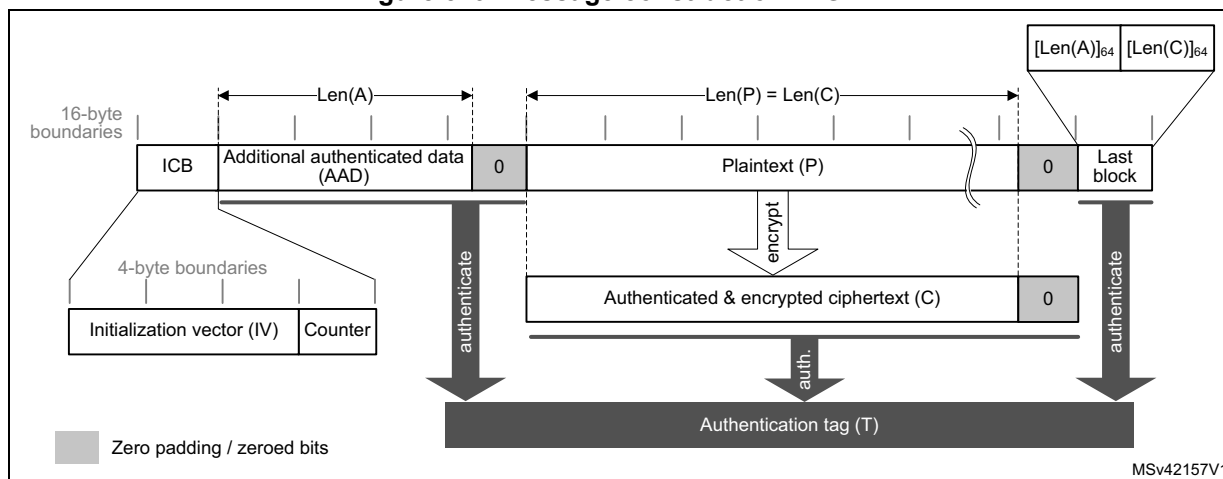 [Len(A)]64 [Len(C)]64
Len(A)
Len(P) = Len(C)
16-byte
boundaries
ICB
Additional authenticated data
(AAD)
0
Plaintext (P)
0
Last
block
encrypt
4-byte boundaries
Initialization vector (IV)
Counter
authenticate
Authenticated & encrypted ciphertext (C)
0
auth.
authenticate
Authentication tag (T)
Zero padding / zeroed bits
MSv42157V1